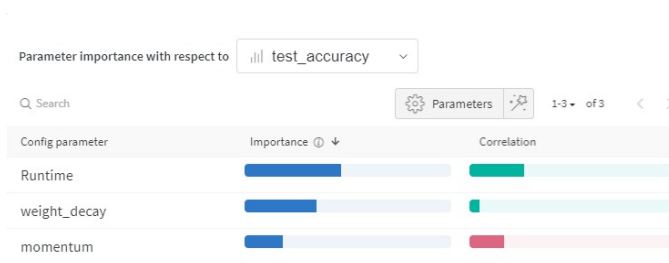 Parameter importance with respect to test_accuracy
Search Parameters 1-3 of 3
Config parameter Importance Correlation
Runtime
weight_decay
momentum